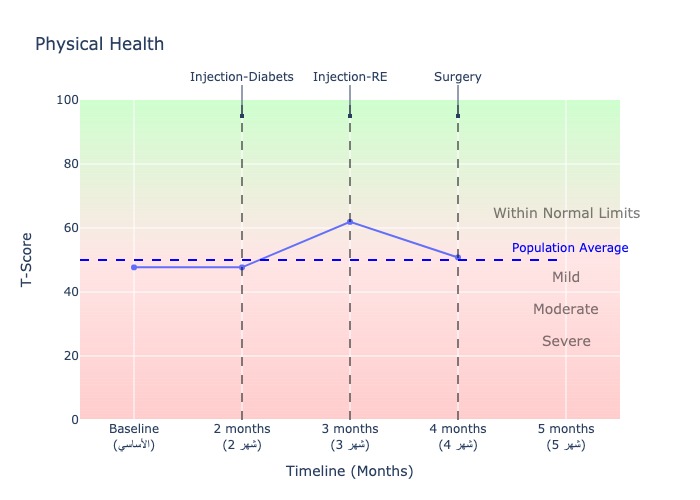 Physical Health
Injection-Diabets
Injection-RE
Surgery
100
80
60
40
20
0
T-Score
Within Normal Limits
Population Average
Mild
Moderate
Severe
Baseline
(الأساسي)
2 months
(2 شهر)
3 months
(3 شهر)
4 months
(4 شهر)
5 months
(5 شهر)
Timeline (Months)